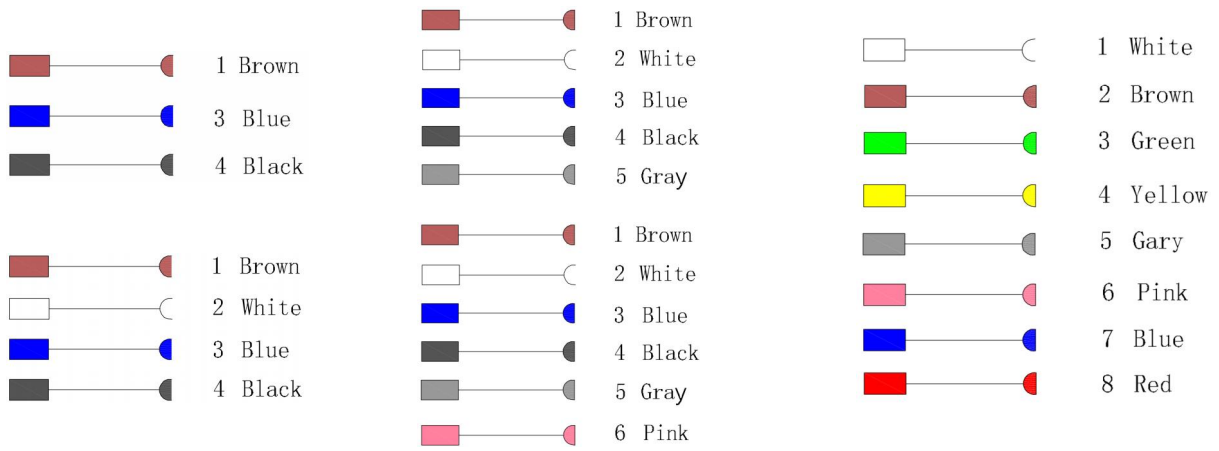 1 Brown
3 Blue
4 Black
1 Brown
2 White
3 Blue
4 Black
1 Brown
2 White
3 Blue
4 Black
5 Gray
1 Brown
2 White
3 Blue
4 Black
5 Gray
6 Pink
1 White
2 Brown
3 Green
4 Yellow
5 Gary
6 Pink
7 Blue
8 Red